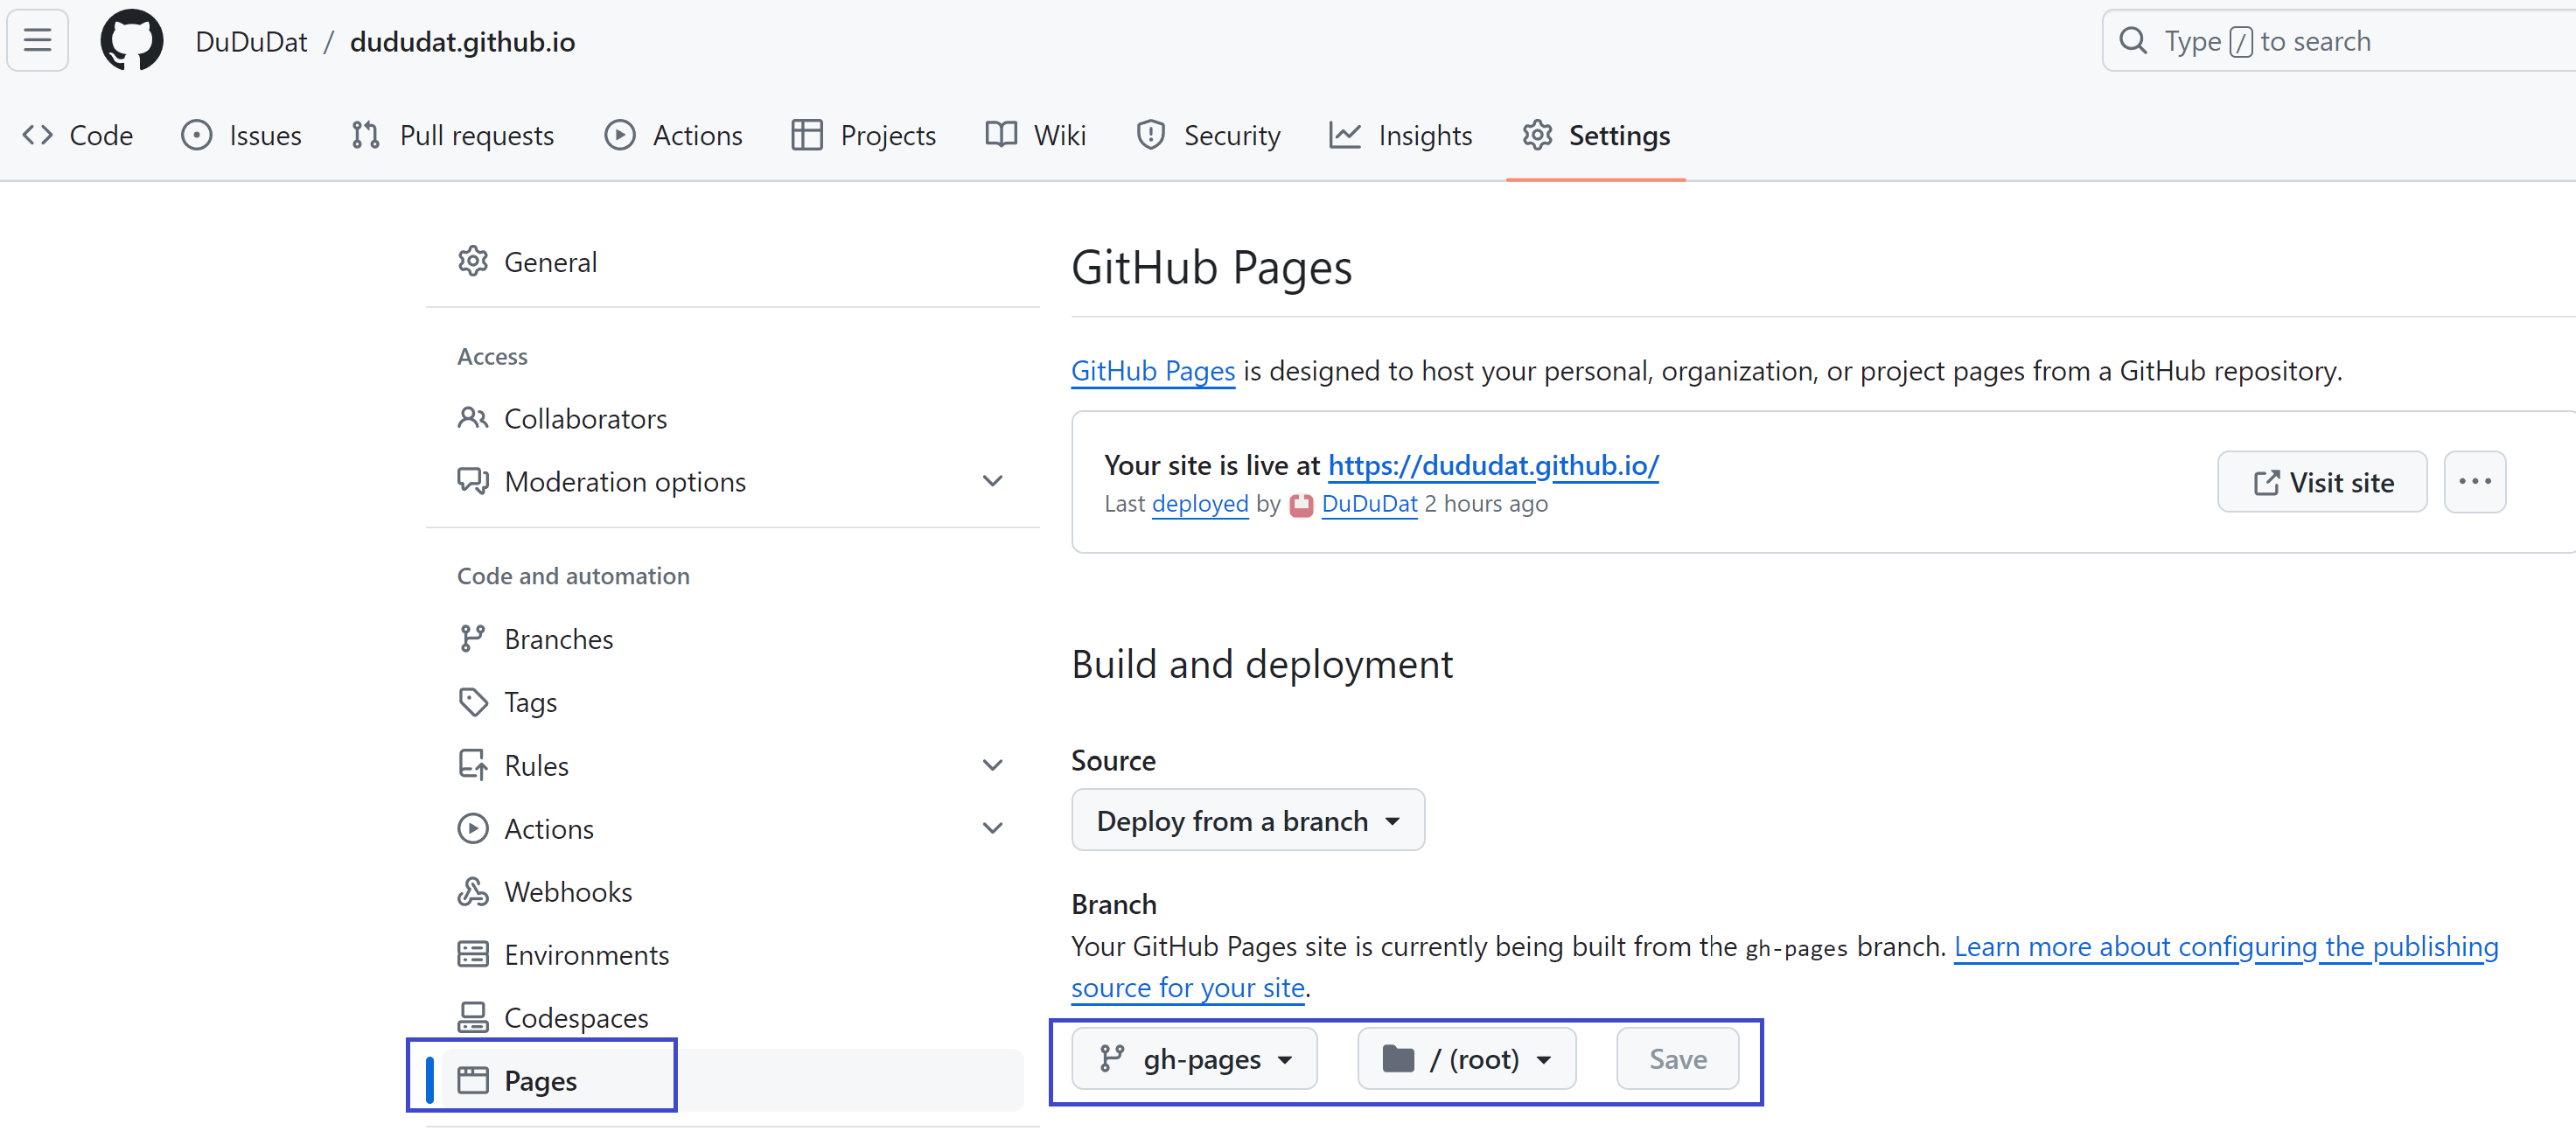 DuDuDat / dududat.github.io
Type / to search
Code Issues Pull requests Actions Projects Wiki Security Insights Settings
General
Access
Collaborators
Moderation options
Code and automation
Branches
Tags
Rules
Actions
Webhooks
Environments
Codespaces
Pages
GitHub Pages
GitHub Pages is designed to host your personal, organization, or project pages from a GitHub repository.
Your site is live at https://dududat.github.io/
Last deployed by DuDuDat 2 hours ago
Visit site
Build and deployment
Source
Deploy from a branch
Branch
Your GitHub Pages site is currently being built from the gh-pages branch. Learn more about configuring the publishing
source for your site.
gh-pages / (root) Save